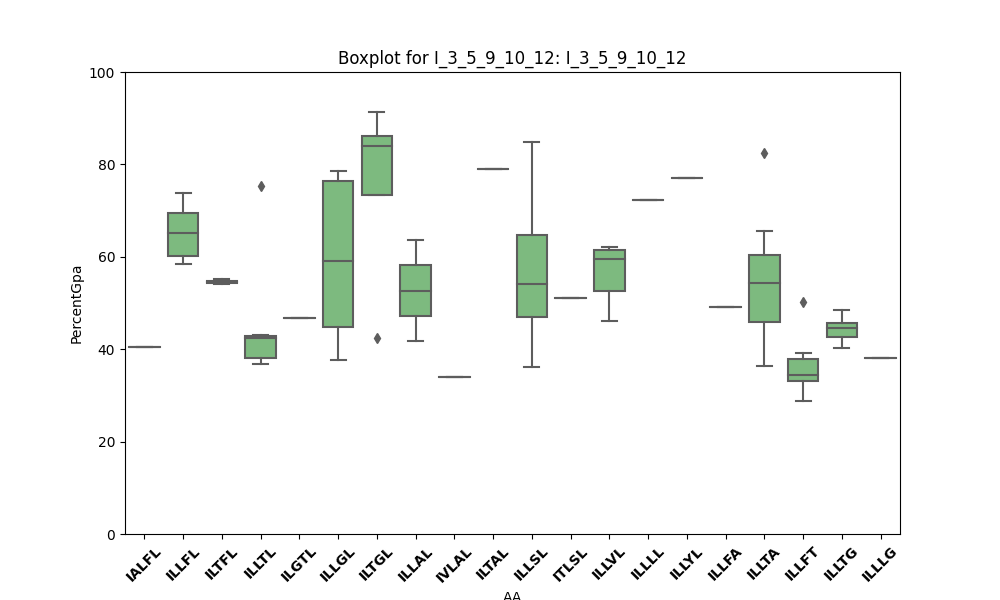 Boxplot for I_3_5_9_10_12: I_3_5_9_10_12
PercentGpa
100
80
60
40
20
0
IALFL ILLFL ILTFL ILLTL ILGTL ILLGL ILTGL ILLAL IVLAL ILTAL ILLSL ITLSL ILLVL ILLLL ILLYL ILLFA ILLTA ILLFT ILLTG ILLLG
AA